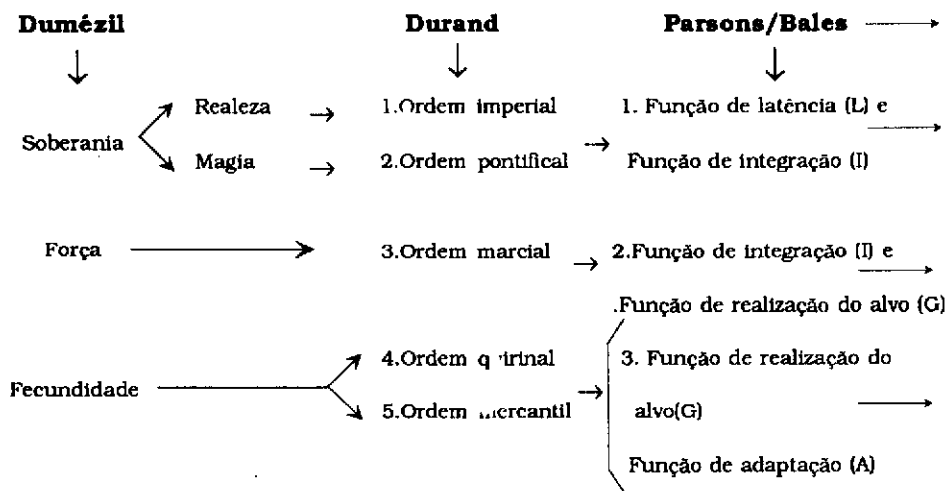 Dumézil Durand Parsons/Bales
Realeza 1.Ordem imperial 1. Função de latência (L) e
Soberania
Magia 2.Ordem pontifical Função de integração (I)
Força 3.Ordem marcial 2.Função de integração (I) e
.Função de realização do alvo (G)
4.Ordem 3. Função de realização do
Fecundidade
5.Ordem alvo(G)
Função de adaptação (A)